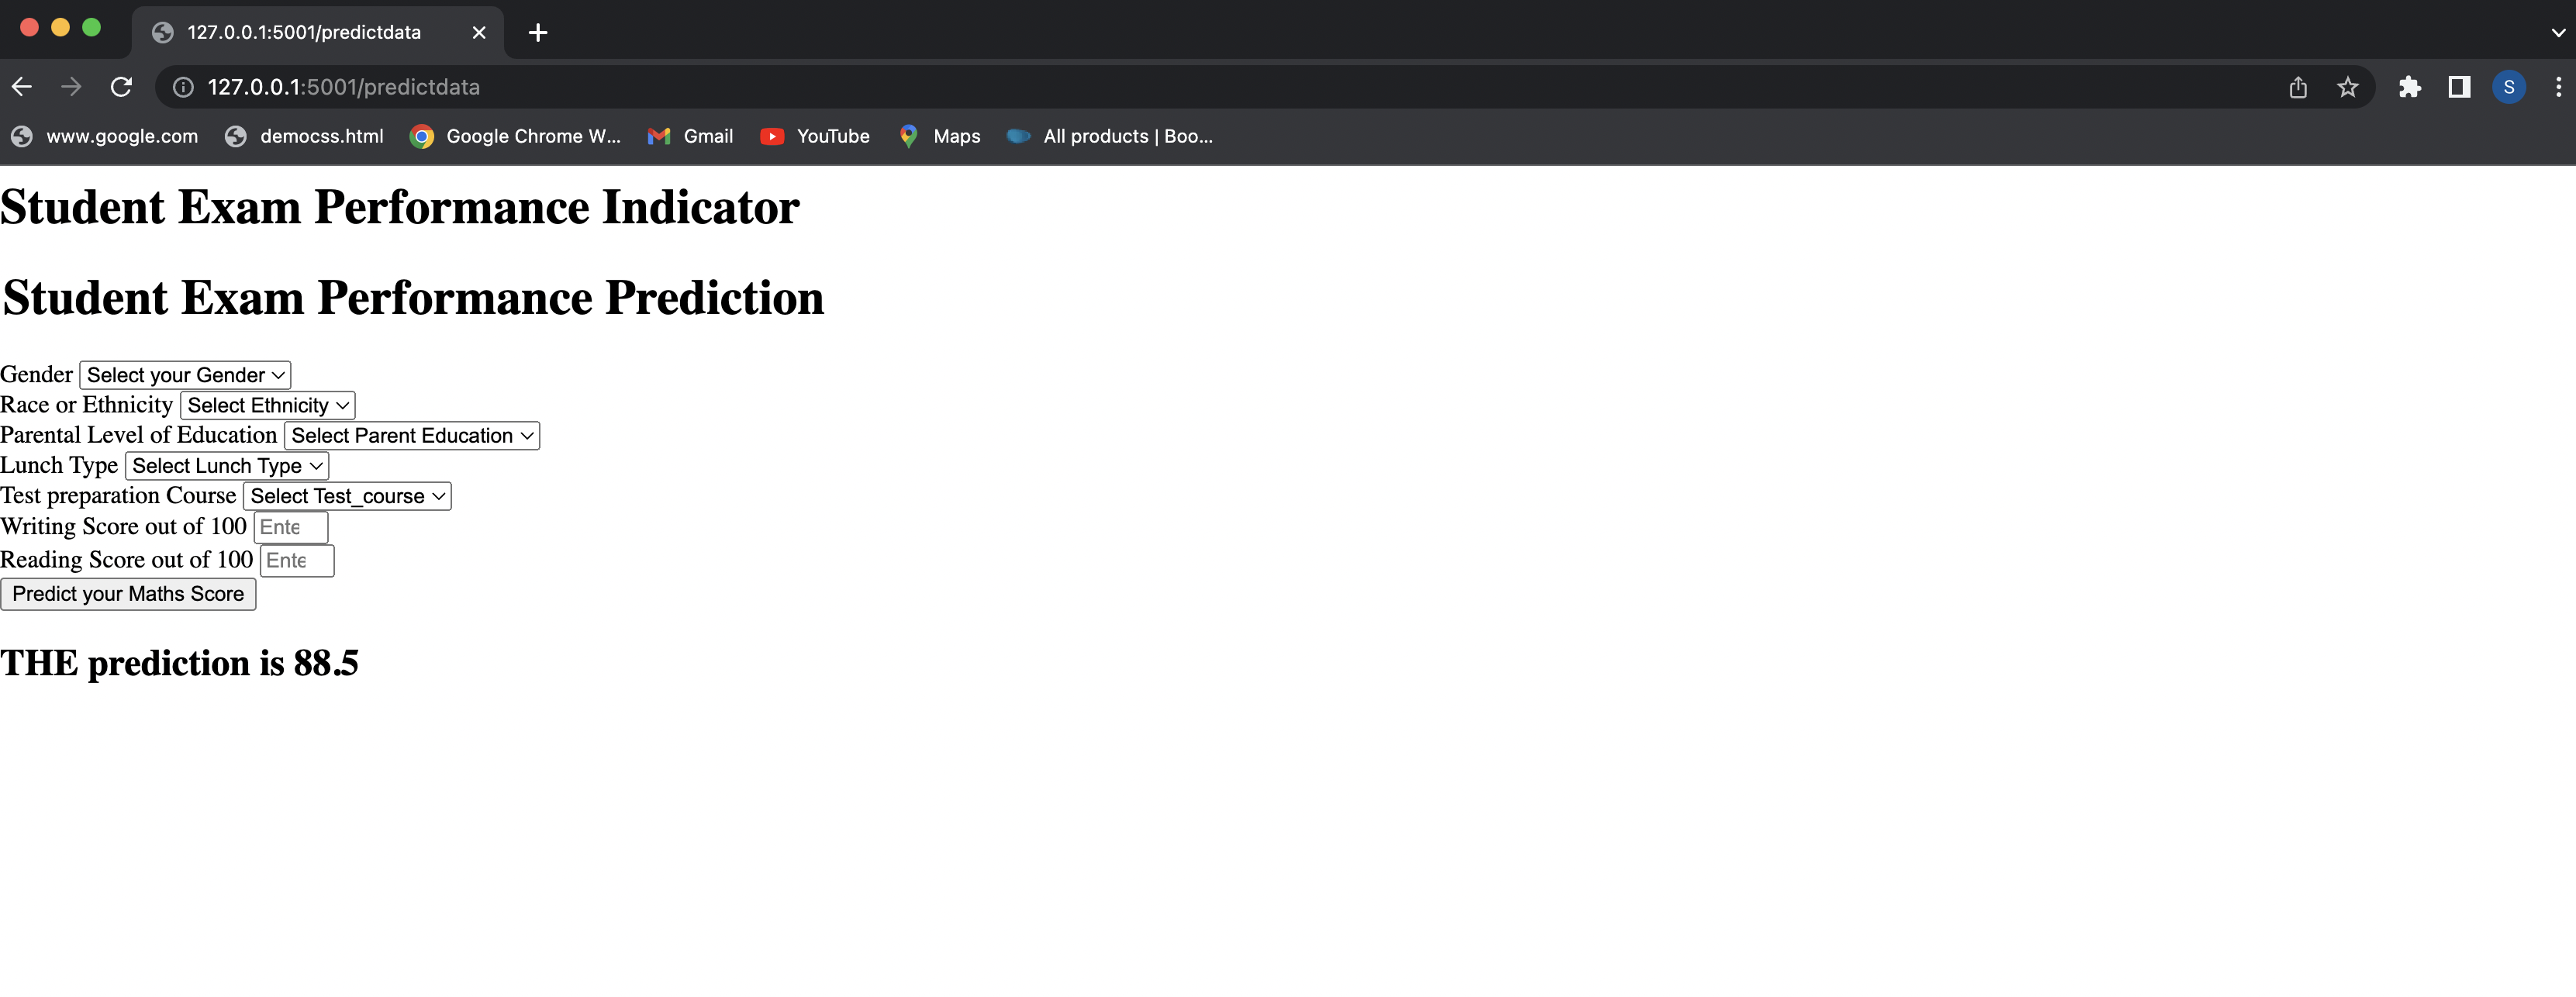 127.0.0.1:5001/predictdata
127.0.0.1:5001/predictdata
S
www.google.com democss.html Google Chrome W... Gmail YouTube Maps All products | Boo...
Student Exam Performance Indicator
Student Exam Performance Prediction
Gender Select your Gender
Race or Ethnicity Select Ethnicity
Parental Level of Education Select Parent Education
Lunch Type Select Lunch Type
Test preparation Course Select Test_course
Writing Score out of 100 Ente
Reading Score out of 100 Ente
Predict your Maths Score
THE prediction is 88.5